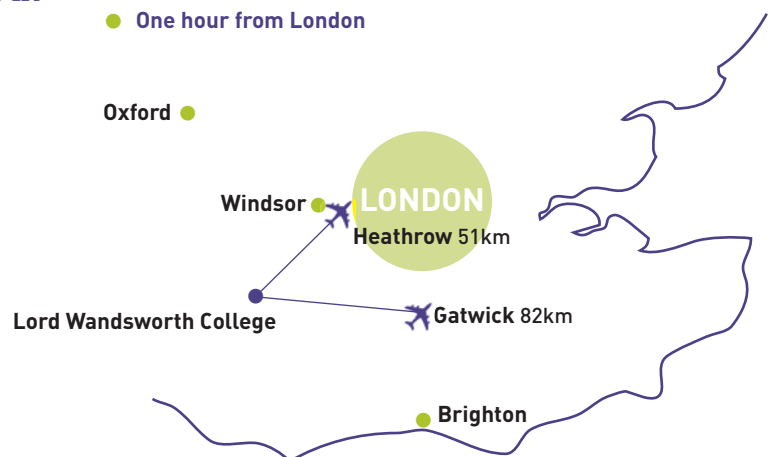 One hour from London
Oxford
Windsor
LONDON
Heathrow 51km
Lord Wandsworth College
Gatwick 82km
Brighton